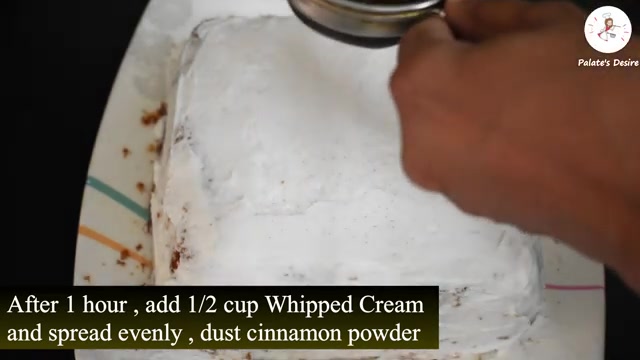 Palate's Desire
After 1 hour , add 1/2 cup Whipped Cream
and spread evenly , dust cinnamon powder